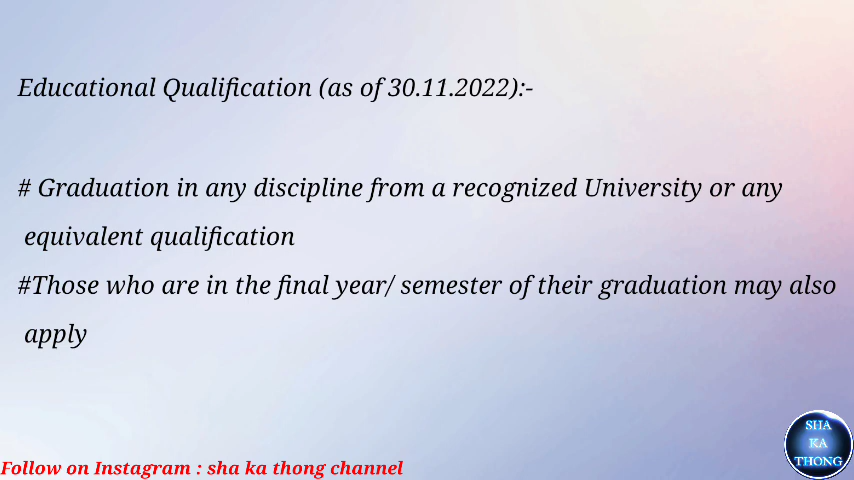 Educational Qualification (as of 30.11.2022):-
# Graduation in any discipline from a recognized University or any
equivalent qualification
#Those who are in the final year/ semester of their graduation may also
apply
SHA
KA
THONG
Follow on Instagram : sha ka thong channel